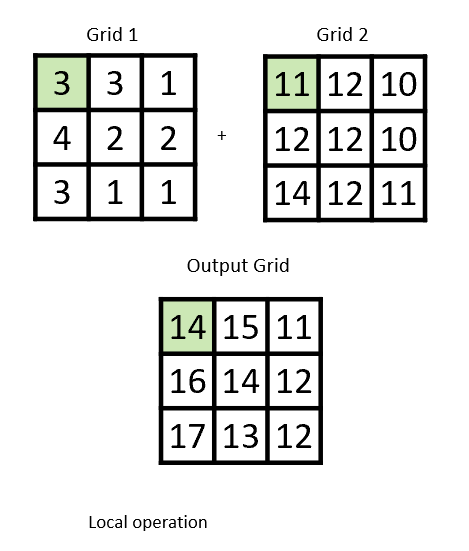 Grid 1 Grid 2
3 3 1 11 12 10
4 2 2 + 12 12 10
3 1 1 14 12 11
Output Grid
14 15 11
16 14 12
17 13 12
Local operation